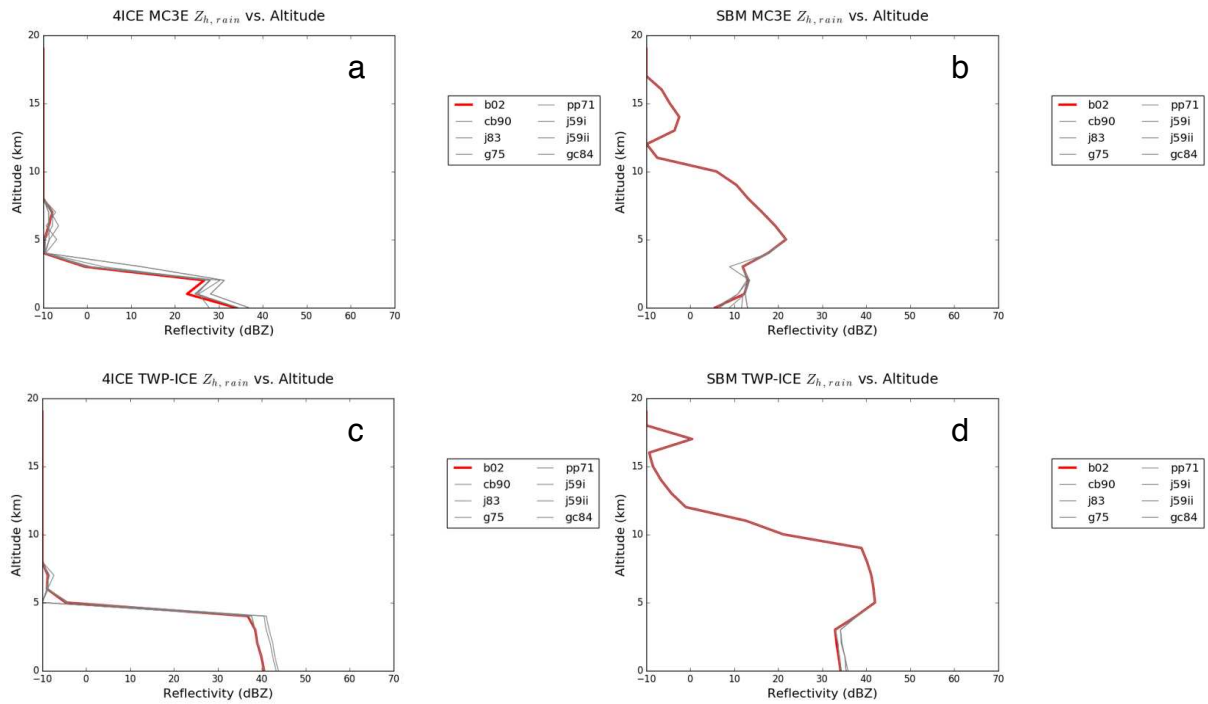 4ICE MC3E Z_{h, rain} vs. Altitude
a
20
15
10
5
0
Altitude (km)
-10 0 10 20 30 40 50 60 70
Reflectivity (dBZ)
b02 pp71
cb90 j59i
j83 j59ii
g75 gc84
SBM MC3E Z_{h, rain} vs. Altitude
b
20
15
10
5
0
Altitude (km)
−10 0 10 20 30 40 50 60 70
Reflectivity (dBZ)
b02 pp71
cb90 j59i
j83 j59ii
g75 gc84
4ICE TWP-ICE Z_{h, rain} vs. Altitude
c
20
15
10
5
0
Altitude (km)
−10 0 10 20 30 40 50 60 70
Reflectivity (dBZ)
b02 pp71
cb90 j59i
j83 j59ii
g75 gc84
SBM TWP-ICE Z_{h, rain} vs. Altitude
d
20
15
10
5
0
Altitude (km)
−10 0 10 20 30 40 50 60 70
Reflectivity (dBZ)
b02 pp71
cb90 j59i
j83 j59ii
g75 gc84